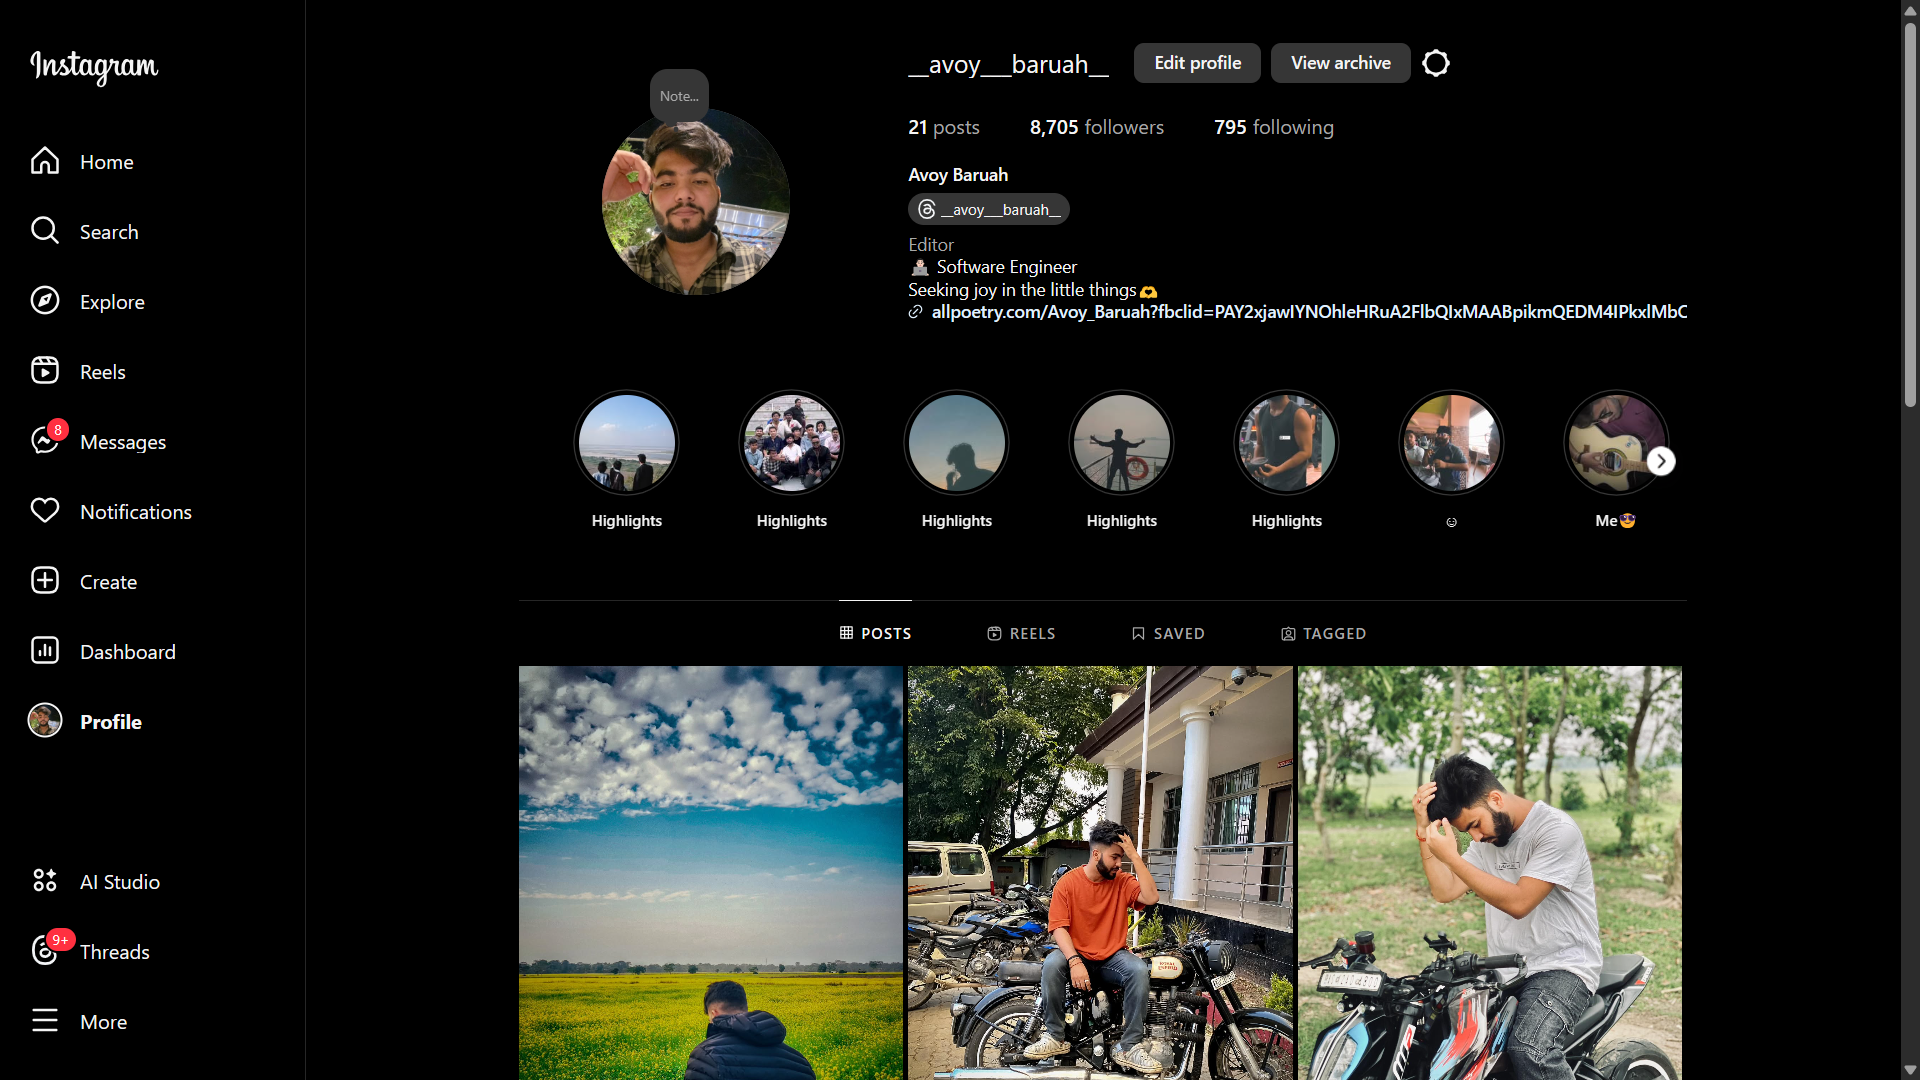 Instagram
Home
Search
Explore
Reels
8
Messages
Notifications
Create
Dashboard
Profile
AI Studio
9+
Threads
More
Note...
__avoy___baruah__
Edit profile
View archive
21 posts
8,705 followers
795 following
Avoy Baruah
__avoy___baruah__
Editor
👨🏻‍💻 Software Engineer
Seeking joy in the little things🫶
allpoetry.com/Avoy_Baruah?fbclid=PAY2xjawIYNOhleHRuA2FlbQIxMAABpikmQEDM4IPkxlMbC
Highlights
Highlights
Highlights
Highlights
Highlights
☺
Me😎
POSTS
REELS
SAVED
TAGGED